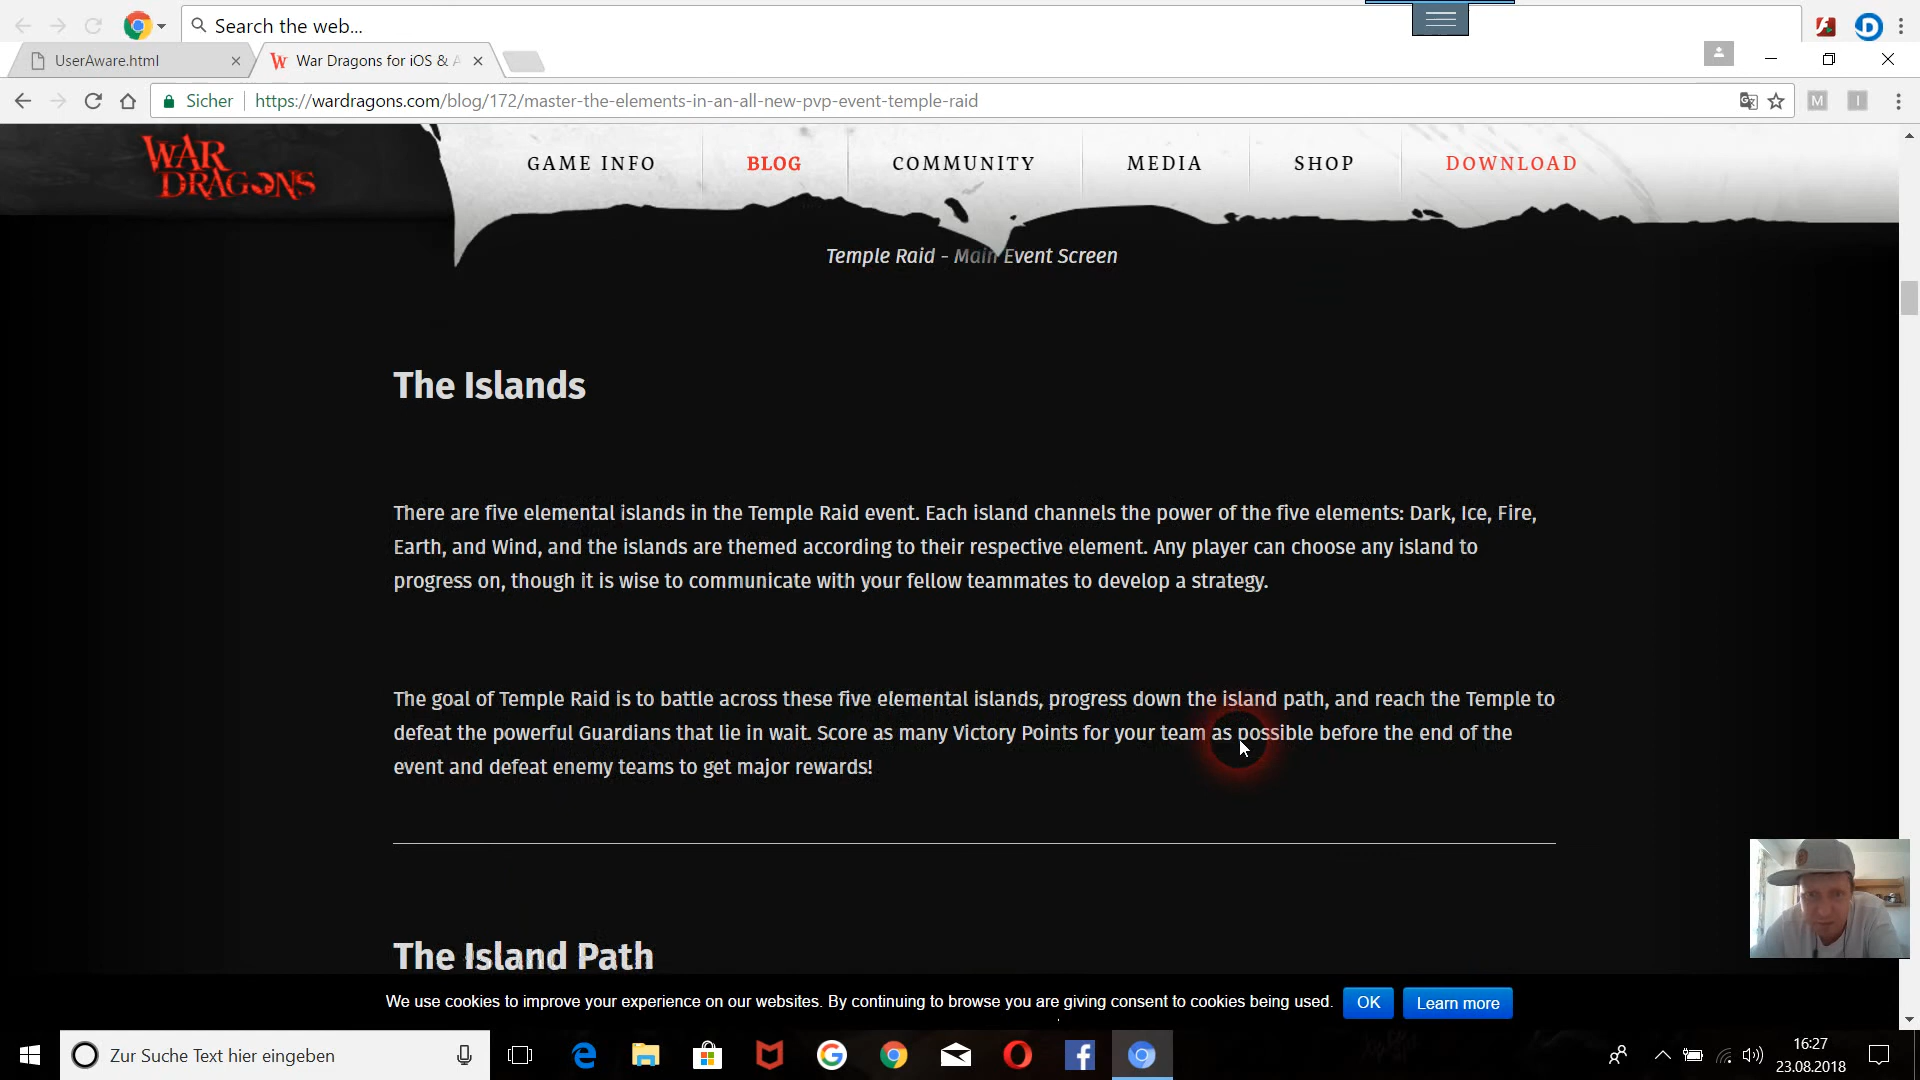 Search the web...
UserAware.html
War Dragons for iOS & A
Sicher
https://wardragons.com/blog/172/master-the-elements-in-an-all-new-pvp-event-temple-raid
M
I
WAR DRAGONS
GAME INFO
BLOG
COMMUNITY
MEDIA
SHOP
DOWNLOAD
Temple Raid - Main Event Screen
The Islands
There are five elemental islands in the Temple Raid event. Each island channels the power of the five elements: Dark, Ice, Fire,
Earth, and Wind, and the islands are themed according to their respective element. Any player can choose any island to
progress on, though it is wise to communicate with your fellow teammates to develop a strategy.
The goal of Temple Raid is to battle across these five elemental islands, progress down the island path, and reach the Temple to
defeat the powerful Guardians that lie in wait. Score as many Victory Points for your team as possible before the end of the
event and defeat enemy teams to get major rewards!
The Island Path
We use cookies to improve your experience on our websites. By continuing to browse you are giving consent to cookies being used.
OK
Learn more
Zur Suche Text hier eingeben
16:27
23.08.2018